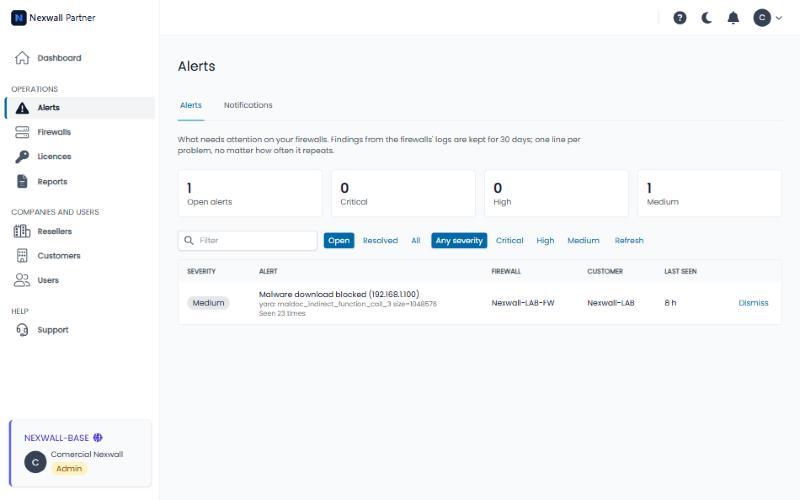 N Nexwall Partner
? C
Dashboard
OPERATIONS
Alerts
Firewalls
Licences
Reports
COMPANIES AND USERS
Resellers
Customers
Users
HELP
Support
NEXWALL-BASE
C Comercial Nexwall
Admin
Alerts
Alerts Notifications
What needs attention on your firewalls. Findings from the firewalls' logs are kept for 30 days; one line per
problem, no matter how often it repeats.
1 0 0 1
Open alerts Critical High Medium
Filter Open Resolved All Any severity Critical High Medium Refresh
SEVERITY ALERT FIREWALL CUSTOMER LAST SEEN
Medium Malware download blocked (192.168.1.100) Nexwall-LAB-FW Nexwall-LAB 8 h Dismiss
yara: maldoc_indirect_function_call_3 size=1048576
Seen 23 times